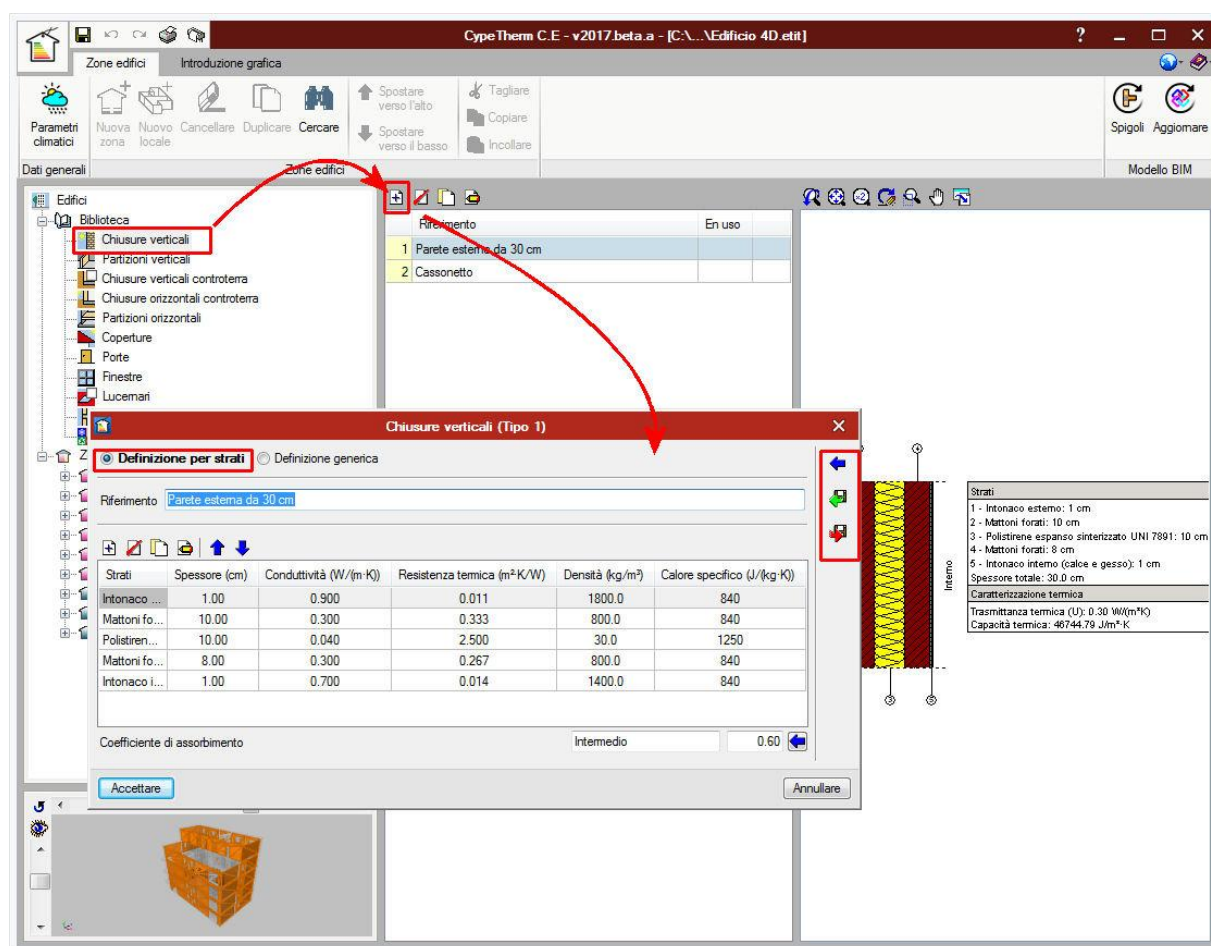 CypeTherm C.E - v2017.beta.a - [C:\...\Edificio 4D.etit]
?
Zone edifici
Introduzione grafica
Parametri climatici
Nuova zona
Nuovo locale
Cancellare
Duplicare
Cercare
Spostare verso l'alto
Spostare verso il basso
Tagliare
Copiare
Incollare
Spigoli
Aggiornare
Dati generali
Zone edifici
Modello BIM
Edifici
Biblioteca
Chiusure verticali
Partizioni verticali
Chiusure verticali controterra
Chiusure orizzontali controterra
Partizioni orizzontali
Coperture
Porte
Finestre
Lucernari
Z
Riferimento En uso
1 Parete esterna da 30 cm
2 Cassonetto
Chiusure verticali (Tipo 1)
Definizione per strati
Definizione generica
Riferimento Parete esterna da 30 cm
Strati Spessore (cm) Conduttività (W/(m·K)) Resistenza termica (m²·K/W) Densità (kg/m³) Calore specifico (J/(kg·K))
Intonaco ... 1.00 0.900 0.011 1800.0 840
Mattoni fo... 10.00 0.300 0.333 800.0 840
Polistiren... 10.00 0.040 2.500 30.0 1250
Mattoni fo... 8.00 0.300 0.267 800.0 840
Intonaco i... 1.00 0.700 0.014 1400.0 840
Coefficiente di assorbimento Intermedio 0.60
Accettare
Annullare
4
Interno
3
5
Strati
1 - Intonaco esterno: 1 cm
2 - Mattoni forati: 10 cm
3 - Polistirene espanso sinterizzato UNI 7891: 10 cm
4 - Mattoni forati: 8 cm
5 - Intonaco interno (calce e gesso): 1 cm
Spessore totale: 30.0 cm
Caratterizzazione termica
Trasmittanza termica (U): 0.30 W/(m²K)
Capacità termica: 46744.79 J/m²·K